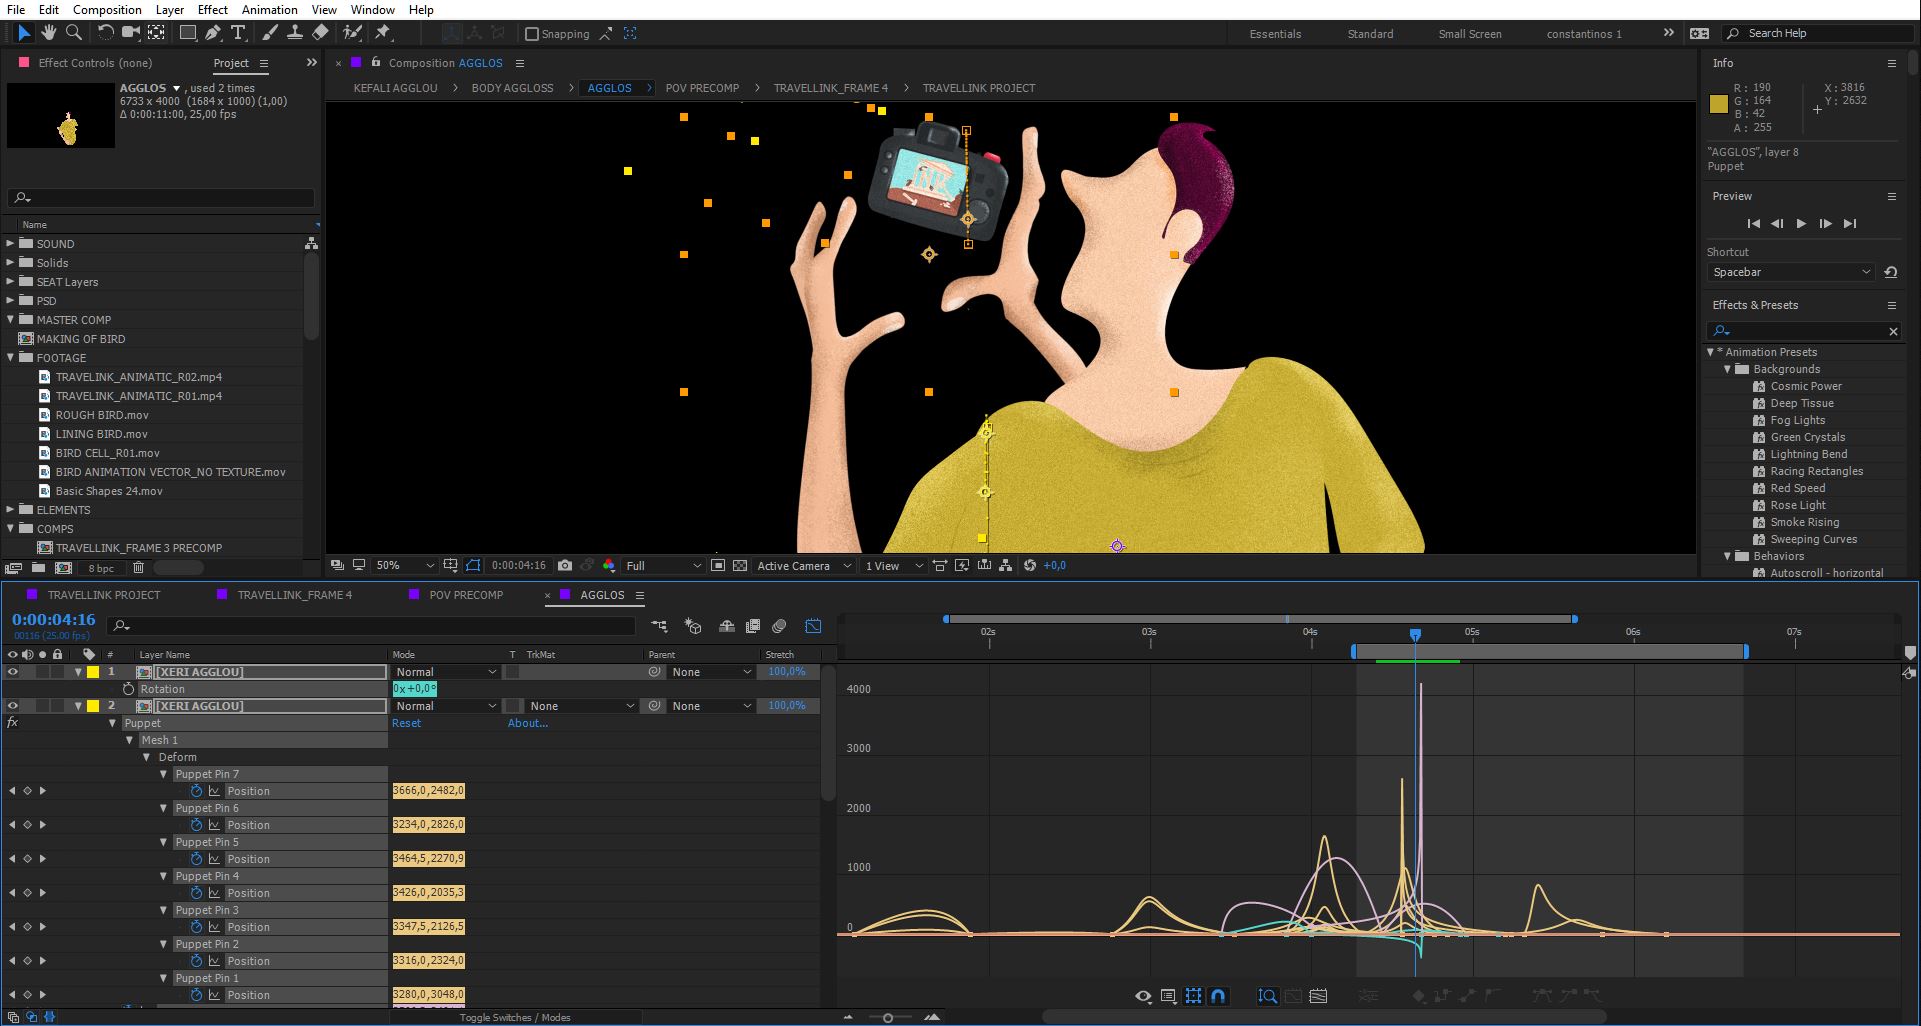 File Edit Composition Layer Effect Animation View Window Help
Snapping
Essentials Standard Small Screen constantinos 1 Search Help
Effect Controls (none) Project
AGGLOS , used 2 times
6733 x 4000 (1684 x 1000) (1,00)
Δ 0:00:11:00, 25,00 fps
Name
SOUND
Solids
SEAT Layers
PSD
MASTER COMP
MAKING OF BIRD
FOOTAGE
TRAVELINK_ANIMATIC_R02.mp4
TRAVELINK_ANIMATIC_R01.mp4
ROUGH BIRD.mov
LINING BIRD.mov
BIRD CELL_R01.mov
BIRD ANIMATION VECTOR_NO TEXTURE.mov
Basic Shapes 24.mov
ELEMENTS
COMPS
TRAVELLINK_FRAME 3 PRECOMP
8 bpc
Composition AGGLOS
KEFALI AGGLOU BODY AGGLOSS AGGLOS POV PRECOMP TRAVELLINK_FRAME 4 TRAVELLINK PROJECT
50% 0:00:04:16 Full Active Camera 1 View +0,0
Info
R : 190 X : 3816
G : 164 Y : 2632
B : 42
A : 255
"AGGLOS", layer 8
Puppet
Preview
Shortcut
Spacebar
Effects & Presets
* Animation Presets
Backgrounds
Cosmic Power
Deep Tissue
Fog Lights
Green Crystals
Lightning Bend
Racing Rectangles
Red Speed
Rose Light
Smoke Rising
Sweeping Curves
Behaviors
Autoscroll - horizontal
TRAVELLINK PROJECT TRAVELLINK_FRAME 4 POV PRECOMP AGGLOS
0:00:04:16
00116 (25.00 fps)
# Layer Name Mode T TrkMat Parent Stretch
1 [XERI AGGLOU] Normal None 100,0%
Rotation 0x+0,0°
2 [XERI AGGLOU] Normal None None 100,0%
fx Puppet Reset About...
Mesh 1
Deform
Puppet Pin 7
Position 3666,0,2482,0
Puppet Pin 6
Position 3234,0,2826,0
Puppet Pin 5
Position 3464,5,2270,9
Puppet Pin 4
Position 3426,0,2035,3
Puppet Pin 3
Position 3347,5,2126,5
Puppet Pin 2
Position 3316,0,2324,0
Puppet Pin 1
Position 3280,0,3048,0
Toggle Switches / Modes
02s 03s 04s 05s 06s 07s
4000
3000
2000
1000
0